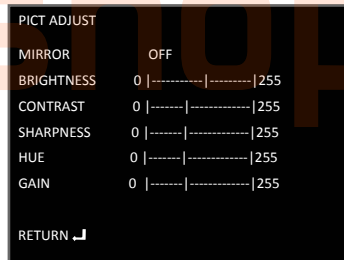 PICT ADJUST
MIRROR OFF
BRIGHTNESS 0 |-----------|---------|255
CONTRAST 0 |-------|-------------|255
SHARPNESS 0 |-------|-------------|255
HUE 0 |-------|-------------|255
GAIN 0 |-------|-------------|255
RETURN ↵